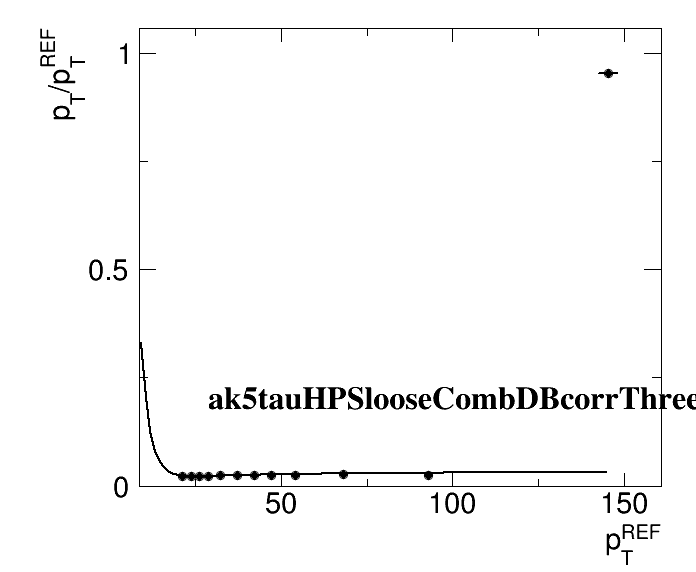 p_T/p_T^REF
1
0.5
ak5tauHPSlooseCombDBcorrThree
0
50 100 150
p_T^REF